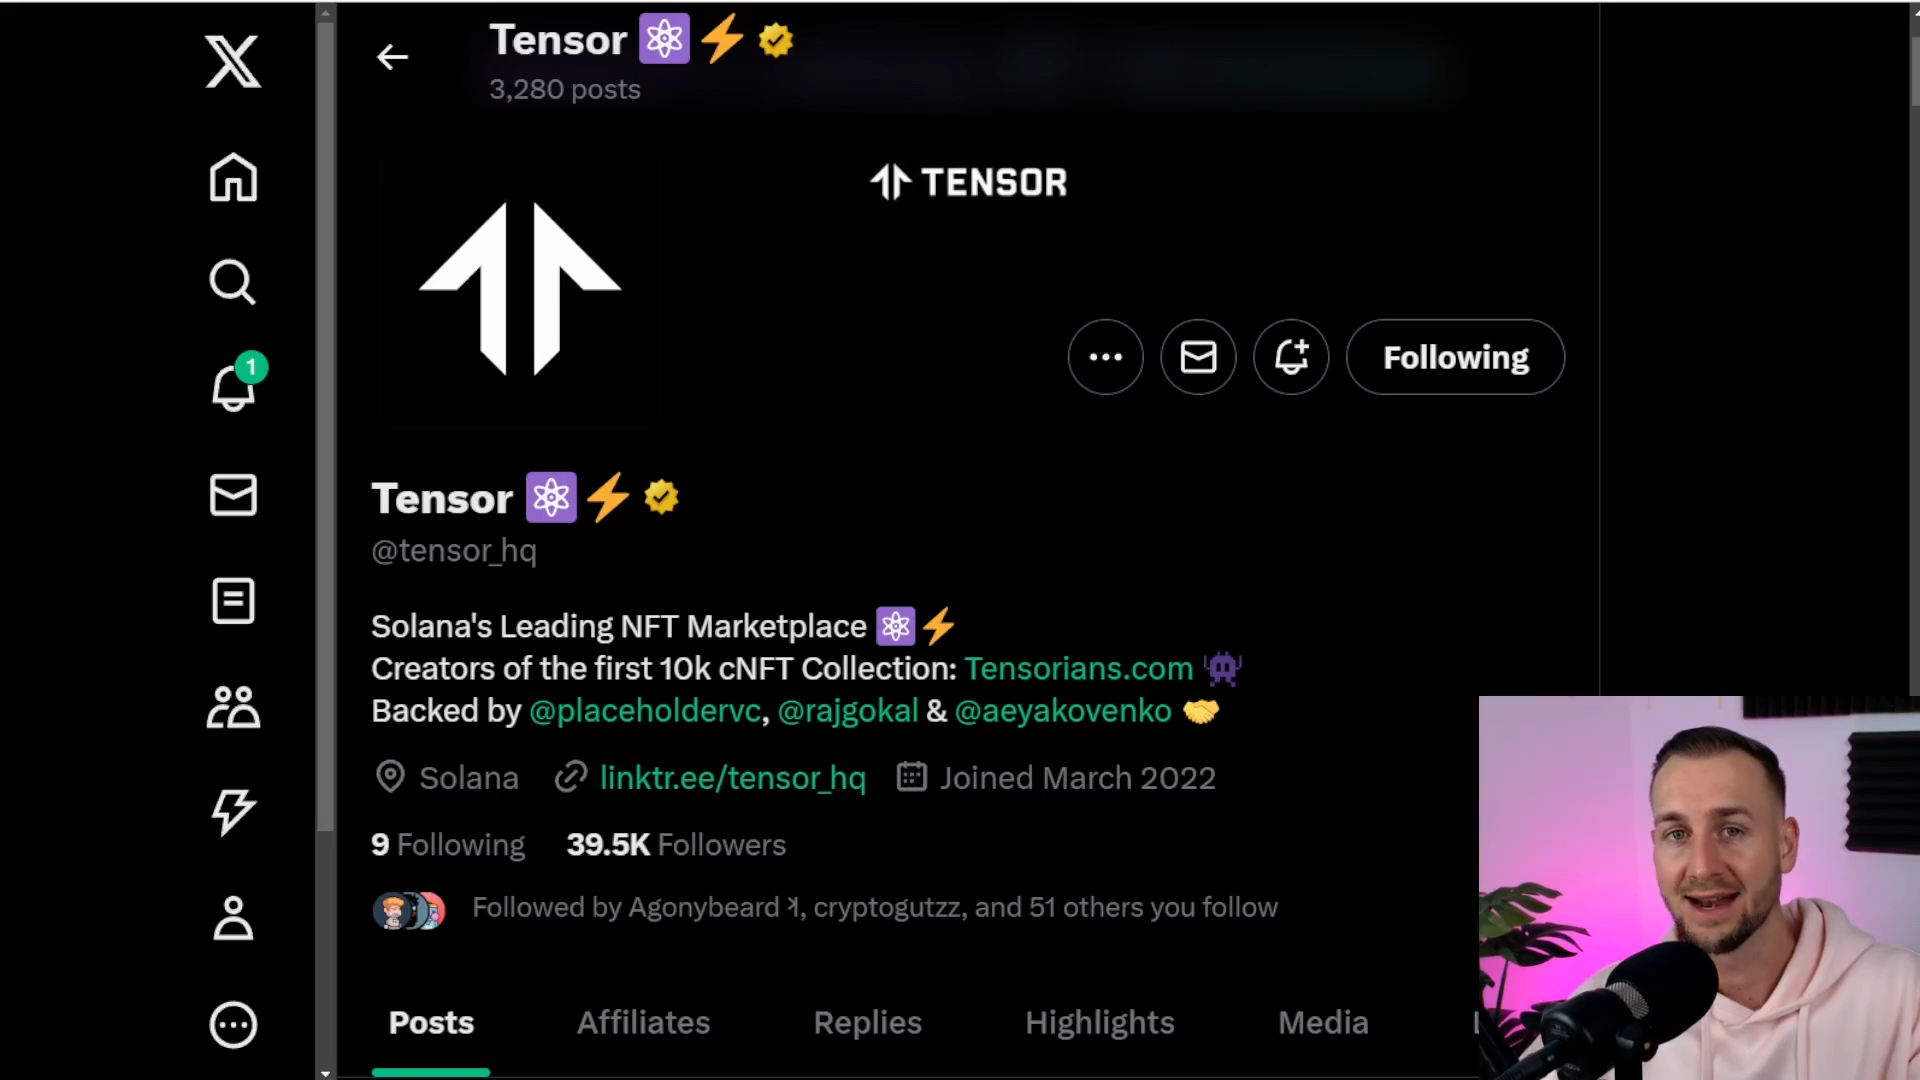 Tensor
3,280 posts
TENSOR
1
Following
Tensor
@tensor_hq
Solana's Leading NFT Marketplace
Creators of the first 10k cNFT Collection: Tensorians.com
Backed by @placeholdervc, @rajgokal & @aeyakovenko
Solana linktr.ee/tensor_hq Joined March 2022
9 Following 39.5K Followers
Followed by Agonybeard, cryptogutzz, and 51 others you follow
Posts Affiliates Replies Highlights Media